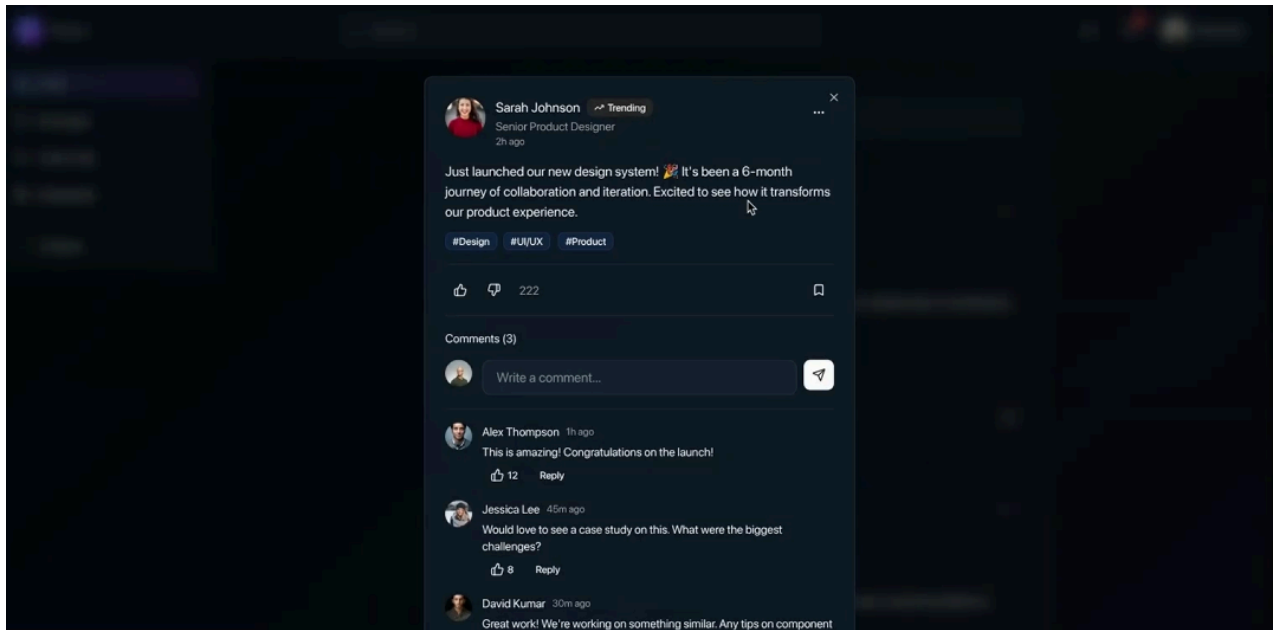 Sarah Johnson Trending
Senior Product Designer
2h ago
Just launched our new design system! 🎉 It's been a 6-month
journey of collaboration and iteration. Excited to see how it transforms
our product experience.
#Design #UI/UX #Product
222
Comments (3)
Write a comment...
Alex Thompson 1h ago
This is amazing! Congratulations on the launch!
12 Reply
Jessica Lee 45m ago
Would love to see a case study on this. What were the biggest
challenges?
8 Reply
David Kumar 30m ago
Great work! We're working on something similar. Any tips on component